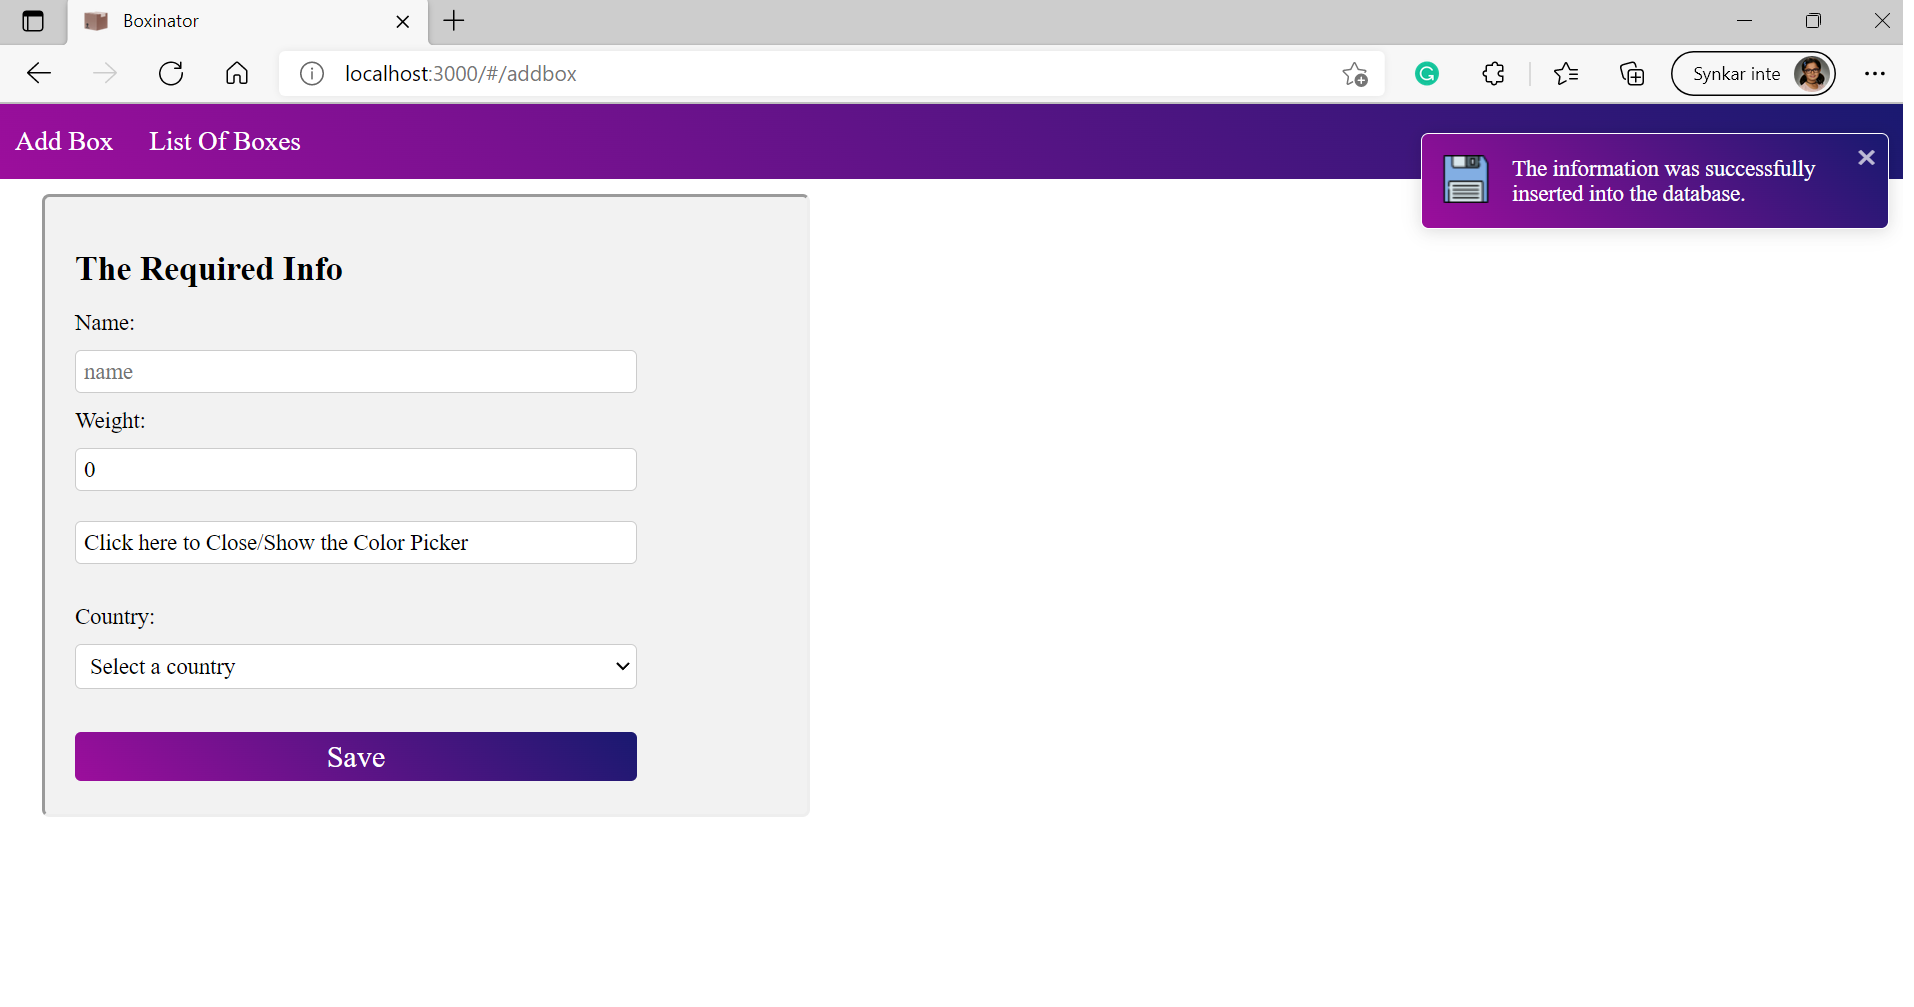 Boxinator
localhost:3000/#/addbox
Synkar inte
Add Box
List Of Boxes
The information was successfully
inserted into the database.
The Required Info
Name:
name
Weight:
0
Click here to Close/Show the Color Picker
Country:
Select a country
Save